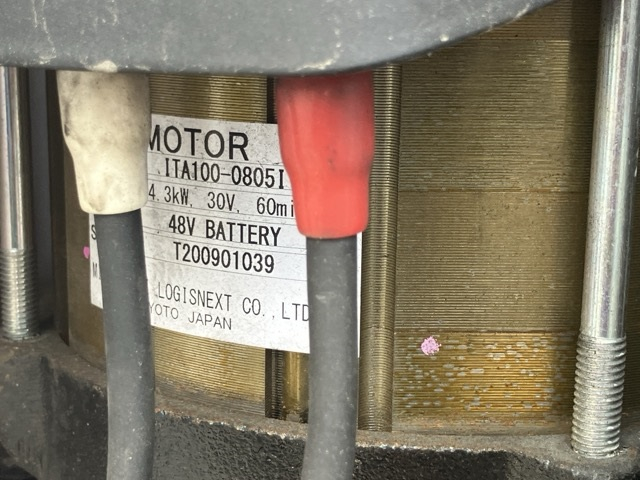 MOTOR
ITA100-0805I
4.3kW. 30V. 60mi
48V BATTERY
T200901039
LOGISNEXT CO.,LTD
YOTO JAPAN